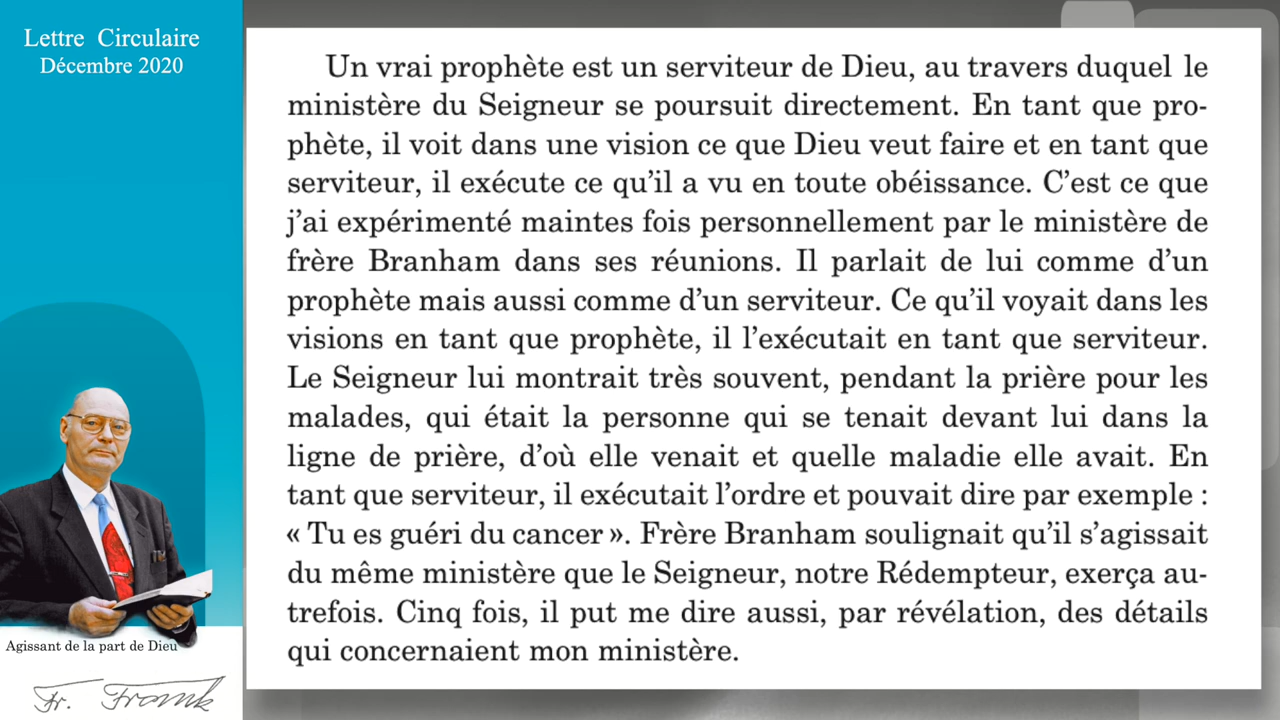 Lettre Circulaire
Décembre 2020
Un vrai prophète est un serviteur de Dieu, au travers duquel le
ministère du Seigneur se poursuit directement. En tant que pro-
phète, il voit dans une vision ce que Dieu veut faire et en tant que
serviteur, il exécute ce qu’il a vu en toute obéissance. C’est ce que
j’ai expérimenté maintes fois personnellement par le ministère de
frère Branham dans ses réunions. Il parlait de lui comme d’un
prophète mais aussi comme d’un serviteur. Ce qu’il voyait dans les
visions en tant que prophète, il l’exécutait en tant que serviteur.
Le Seigneur lui montrait très souvent, pendant la prière pour les
malades, qui était la personne qui se tenait devant lui dans la
ligne de prière, d’où elle venait et quelle maladie elle avait. En
tant que serviteur, il exécutait l’ordre et pouvait dire par exemple :
« Tu es guéri du cancer ». Frère Branham soulignait qu’il s’agissait
du même ministère que le Seigneur, notre Rédempteur, exerça au-
trefois. Cinq fois, il put me dire aussi, par révélation, des détails
qui concernaient mon ministère.
Agissant de la part de Dieu
Fr. Frank